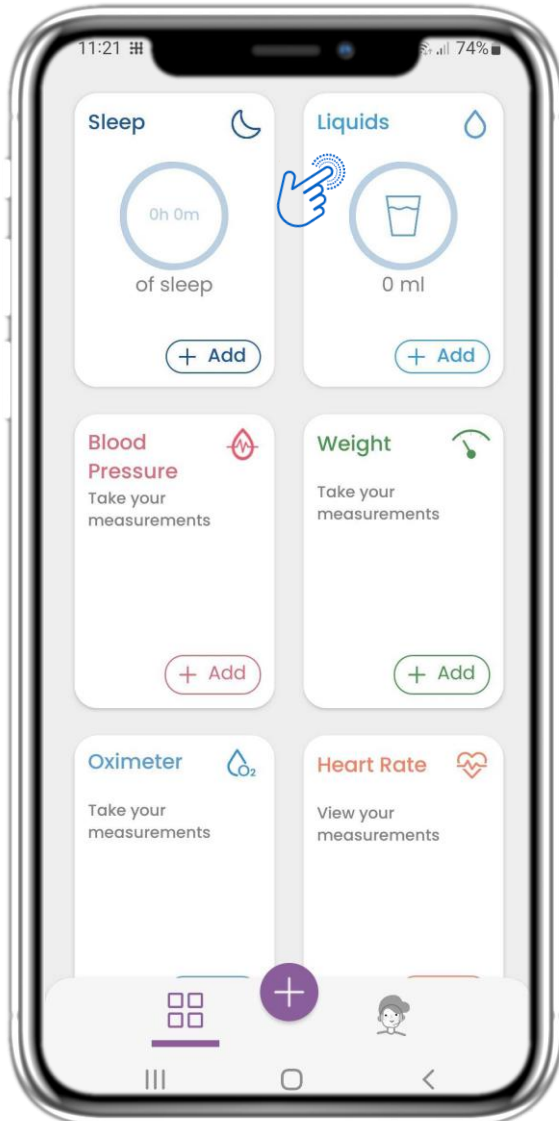 11:21 74%
Sleep
0h 0m
of sleep
+ Add
Liquids
0 ml
+ Add
Blood
Pressure
Take your
measurements
+ Add
Weight
Take your
measurements
+ Add
Oximeter
O2
Take your
measurements
Heart Rate
View your
measurements